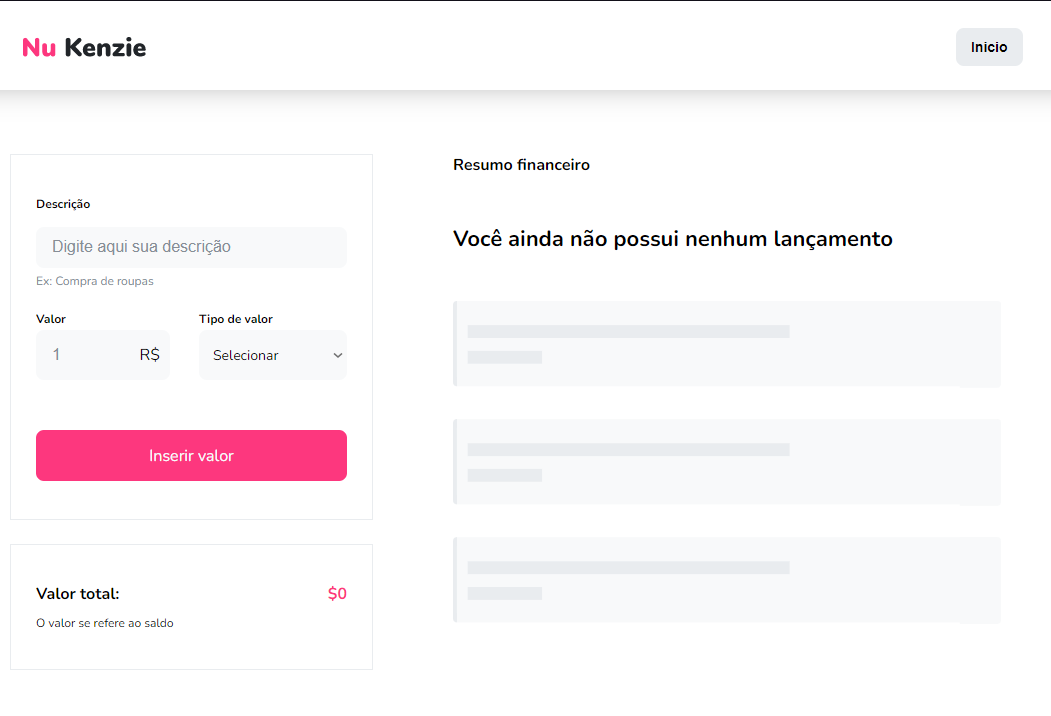 Nu Kenzie
Inicio
Descrição
Digite aqui sua descrição
Ex: Compra de roupas
Valor
Tipo de valor
1
R$
Selecionar
Inserir valor
Valor total:
$0
O valor se refere ao saldo
Resumo financeiro
Você ainda não possui nenhum lançamento